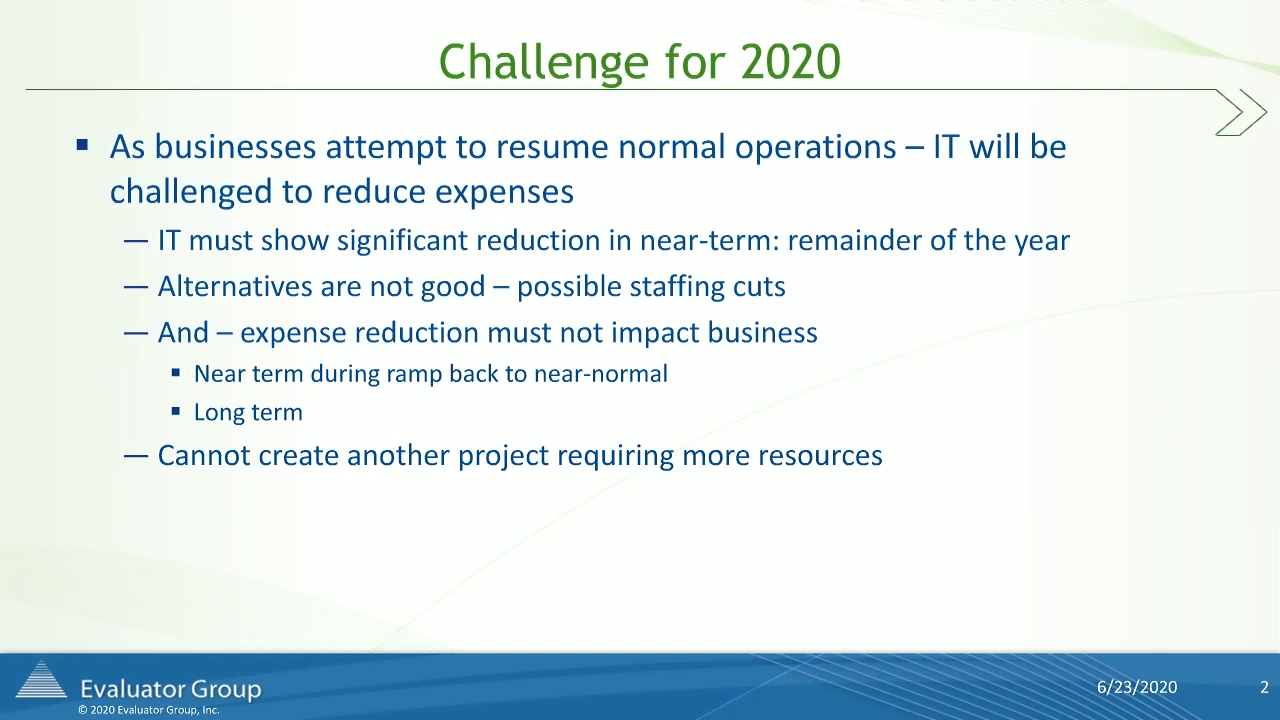 Challenge for 2020
▪ As businesses attempt to resume normal operations – IT will be
challenged to reduce expenses
— IT must show significant reduction in near-term: remainder of the year
— Alternatives are not good – possible staffing cuts
— And – expense reduction must not impact business
▪ Near term during ramp back to near-normal
▪ Long term
— Cannot create another project requiring more resources
Evaluator Group
© 2020 Evaluator Group, Inc.
6/23/2020
2